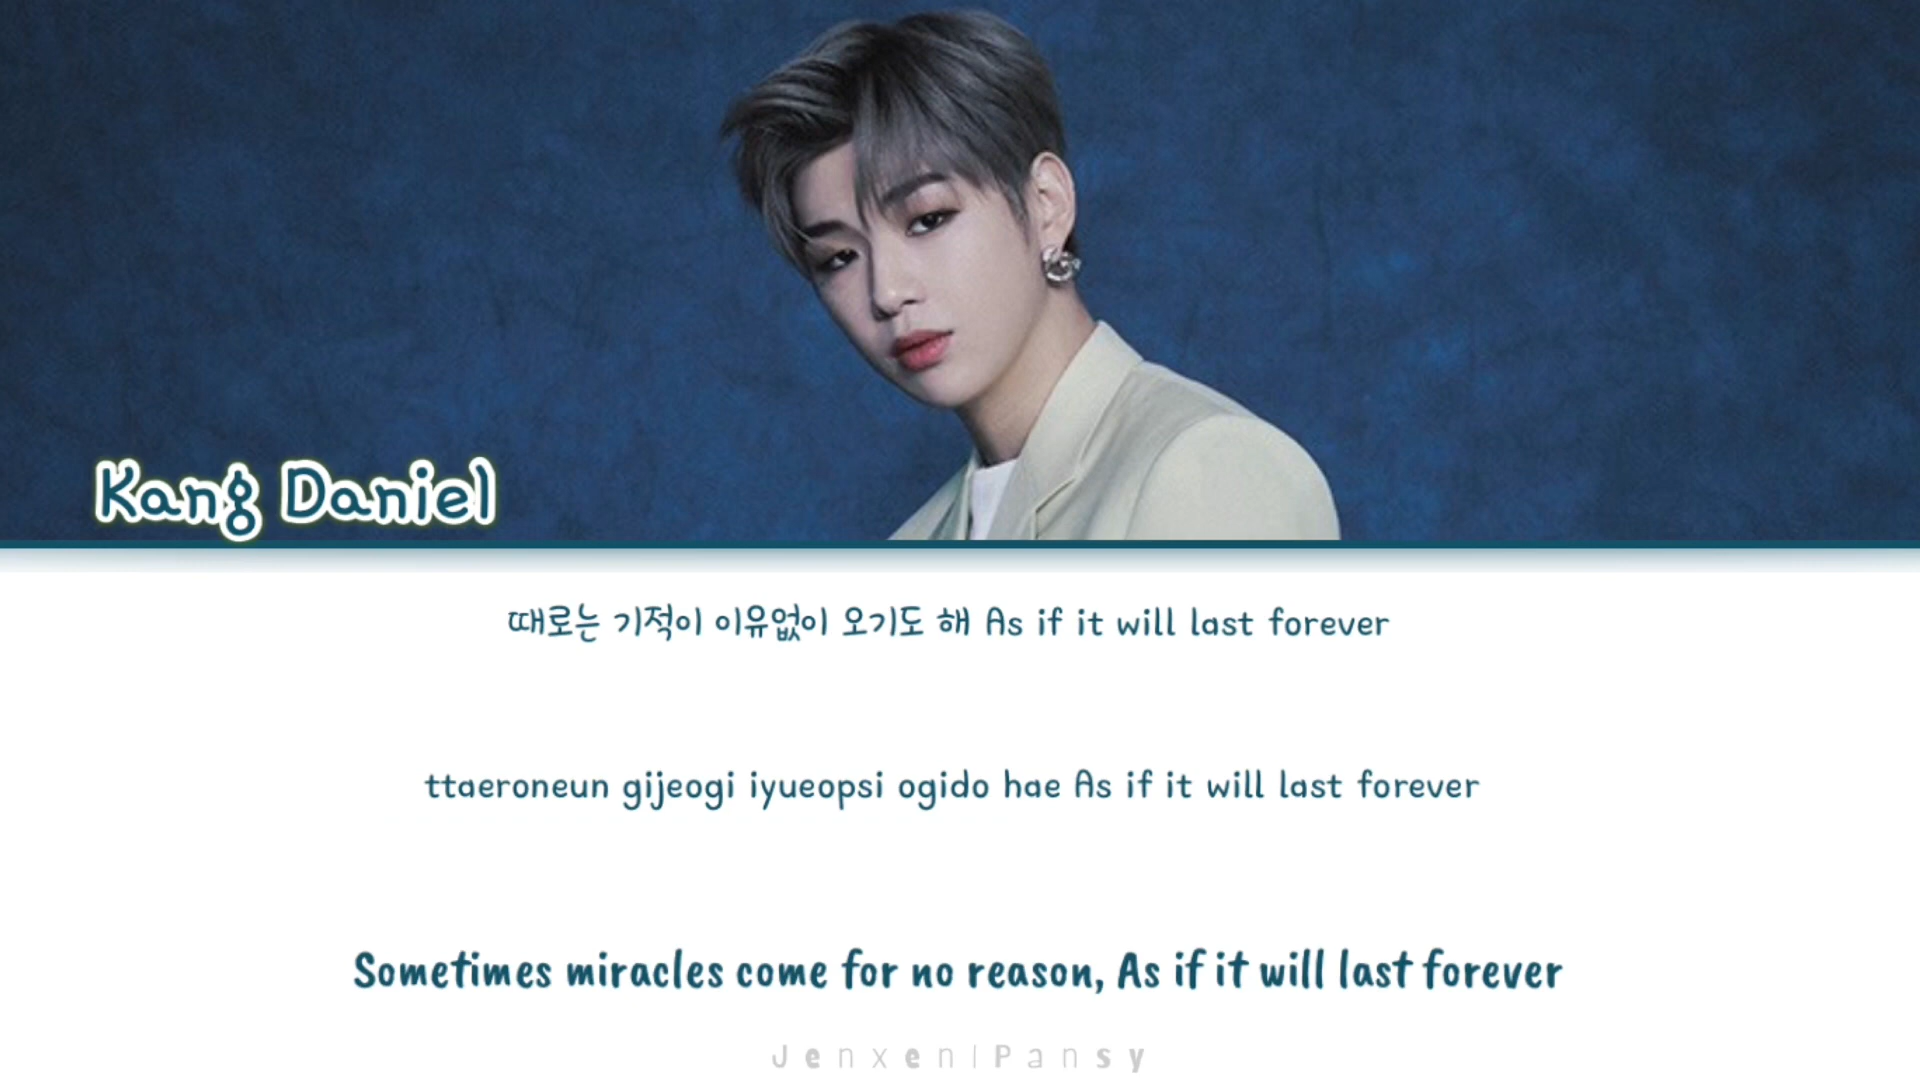 Kang Daniel
때로는 기적이 이유없이 오기도 해 As if it will last forever
ttaeroneun gijeogi iyueopsi ogido hae As if it will last forever
Sometimes miracles come for no reason, As if it will last forever
Jenxen|Pansy